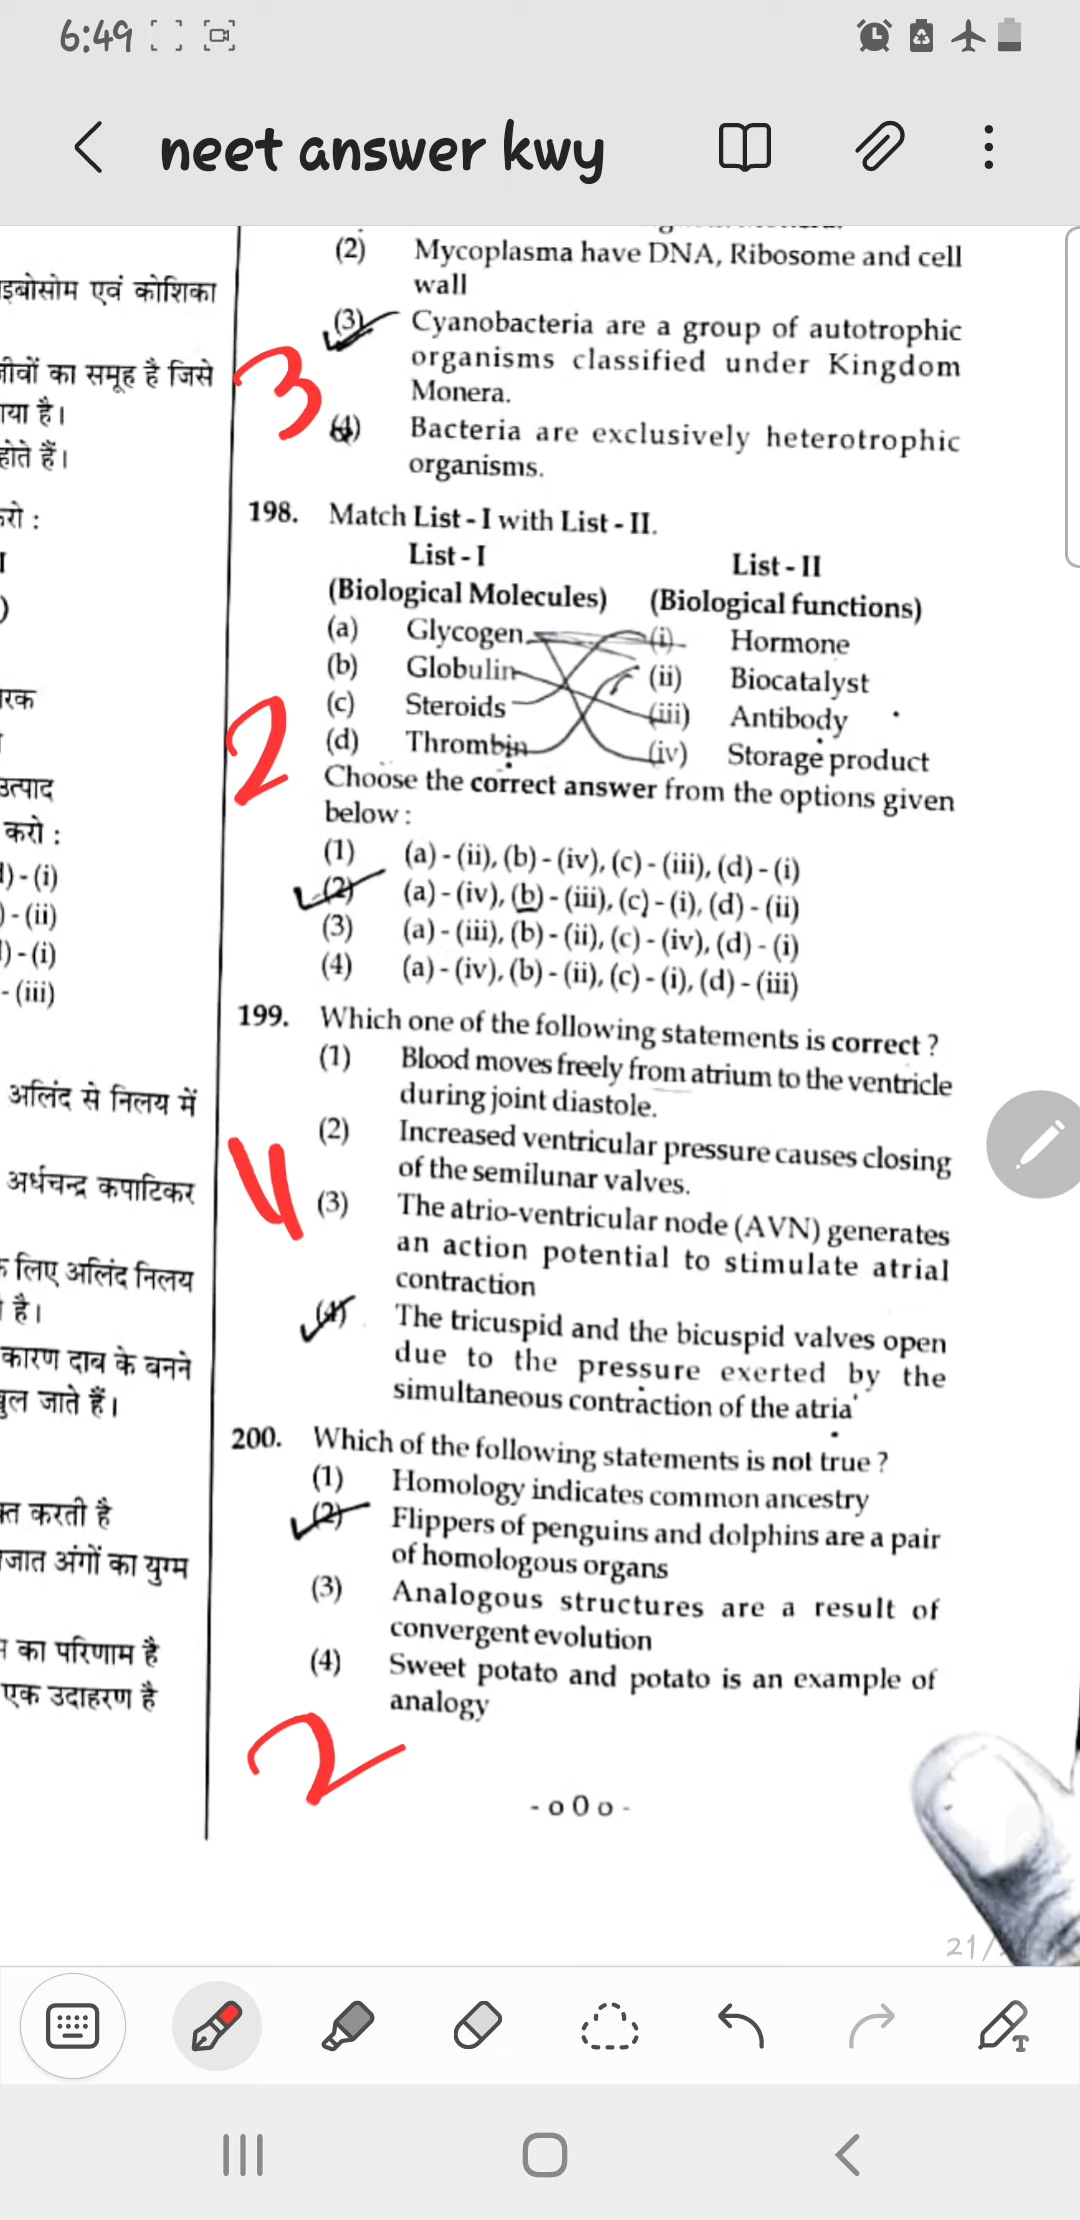 6:49
neet answer kwy
(2) Mycoplasma have DNA, Ribosome and cell
wall
(3) Cyanobacteria are a group of autotrophic
organisms classified under Kingdom
Monera.
3
(4) Bacteria are exclusively heterotrophic
organisms.
198. Match List - I with List - II.
List - I List - II
(Biological Molecules) (Biological functions)
(a) Glycogen (i) Hormone
(b) Globulin (ii) Biocatalyst
(c) Steroids (iii) Antibody
(d) Thrombin (iv) Storage product
2
Choose the correct answer from the options given
below :
(1) (a) - (ii), (b) - (iv), (c) - (iii), (d) - (i)
(2) (a) - (iv), (b) - (iii), (c) - (i), (d) - (ii)
(3) (a) - (iii), (b) - (ii), (c) - (iv), (d) - (i)
(4) (a) - (iv), (b) - (ii), (c) - (i), (d) - (iii)
199. Which one of the following statements is correct ?
(1) Blood moves freely from atrium to the ventricle
during joint diastole.
(2) Increased ventricular pressure causes closing
of the semilunar valves.
4
(3) The atrio-ventricular node (AVN) generates
an action potential to stimulate atrial
contraction
(4) The tricuspid and the bicuspid valves open
due to the pressure exerted by the
simultaneous contraction of the atria
200. Which of the following statements is not true ?
(1) Homology indicates common ancestry
(2) Flippers of penguins and dolphins are a pair
of homologous organs
(3) Analogous structures are a result of
convergent evolution
(4) Sweet potato and potato is an example of
analogy
2
- o 0 o -
एवं कोशिका
का समूह है जिसे
है।
होते हैं।
उत्पाद
करो :
- (i)
- (ii)
- (i)
- (iii)
अलिंद से निलय में
अर्धचन्द्र कपाटिकर
लिए अलिंद निलय
है।
कारण दाब के बनने
जाते हैं।
करती है
अंगों का युग्म
का परिणाम है
एक उदाहरण है
21/